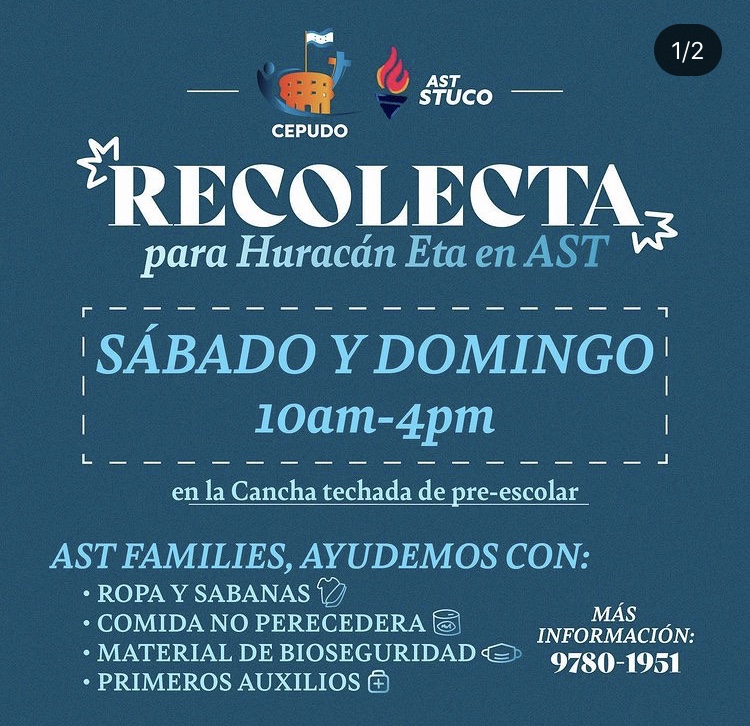 1/2
CEPUDO
AST
STUCO
RECOLECTA
para Huracán Eta en AST
SÁBADO Y DOMINGO
10am-4pm
en la Cancha techada de pre-escolar
AST FAMILIES, AYUDEMOS CON:
• ROPA Y SABANAS
• COMIDA NO PERECEDERA
• MATERIAL DE BIOSEGURIDAD
• PRIMEROS AUXILIOS
MÁS
INFORMACIÓN:
9780-1951